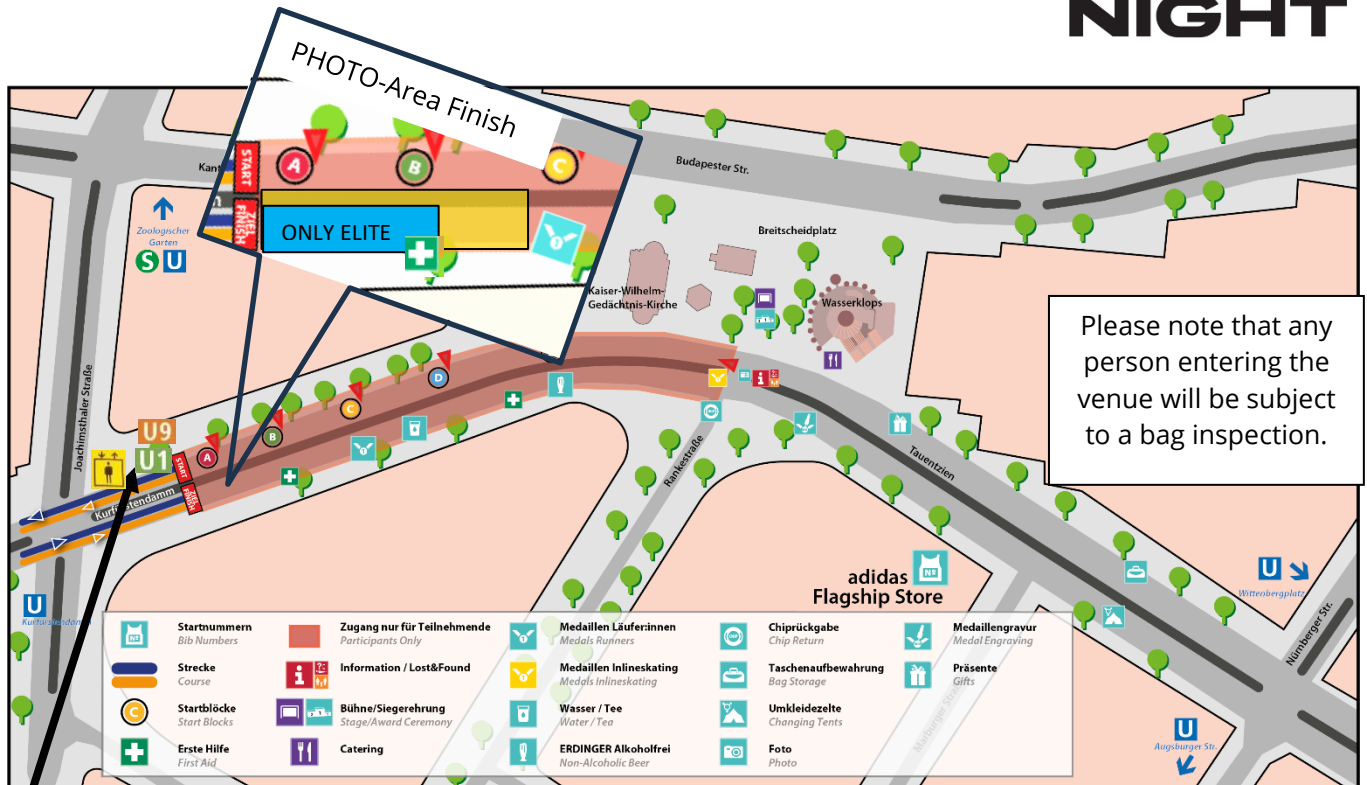 NIGHT
PHOTO-Area Finish
START
A
B
C
ZIEL
FINISH
ONLY ELITE
Kant
Budapester Str.
Zoologischer
Garten
S U
Breitscheidplatz
Kaiser-Wilhelm-
Gedächtnis-Kirche
Wasserklops
Please note that any
person entering the
venue will be subject
to a bag inspection.
Joachimsthaler Straße
U9
U1
START
A
B
C
D
ZIEL
FINISH
Kurfürstendamm
Rankestraße
Tauentzien
adidas
Flagship Store
U
Kurfürstendamm
U
Wittenbergplatz
Nürnberger Str.
Marburger Straße
U
Augsburger Str.
Startnummern
Bib Numbers
Strecke
Course
C
Startblöcke
Start Blocks
Erste Hilfe
First Aid
Zugang nur für Teilnehmende
Participants Only
Information / Lost&Found
Bühne/Siegerehrung
Stage/Award Ceremony
Catering
Medaillen Läufer:innen
Medals Runners
Medaillen Inlineskating
Medals Inlineskating
Wasser / Tee
Water / Tea
ERDINGER Alkoholfrei
Non-Alcoholic Beer
Chiprückgabe
Chip Return
Taschenaufbewahrung
Bag Storage
Umkleidezelte
Changing Tents
Foto
Photo
Medaillengravur
Medal Engraving
Präsente
Gifts